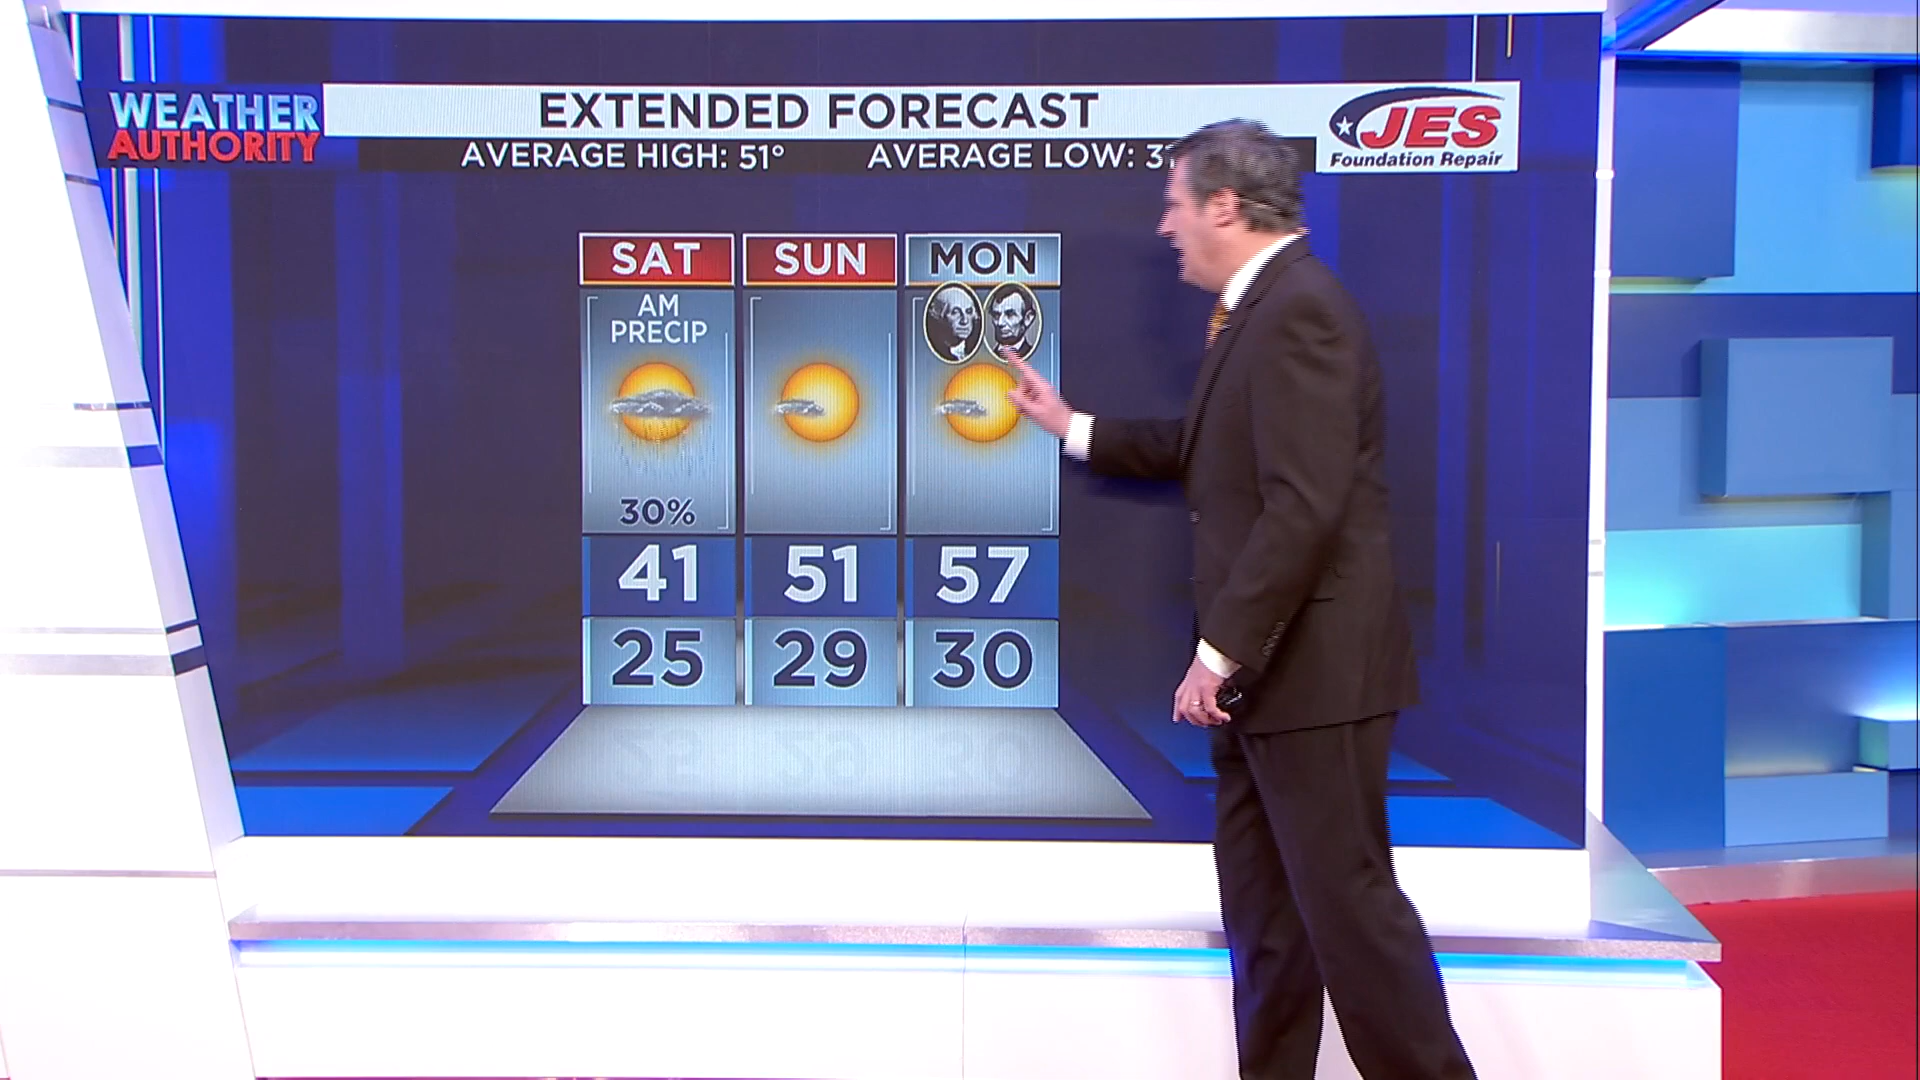 WEATHER
AUTHORITY
EXTENDED FORECAST
AVERAGE HIGH: 51° AVERAGE LOW:
JES
Foundation Repair
SAT SUN MON
AM
PRECIP
30%
41 51 57
25 29 30